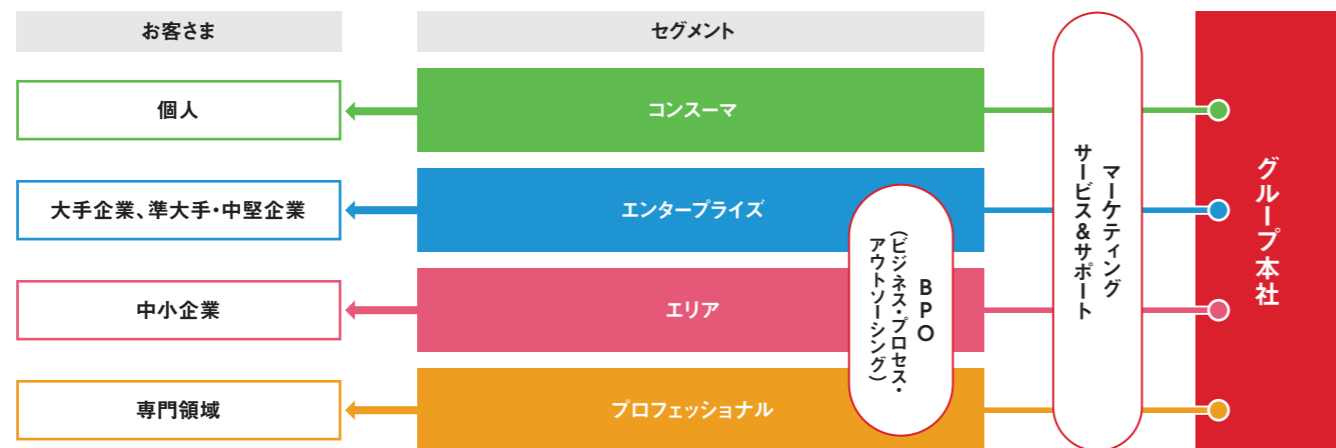 お客さま
セグメント
個人
コンスーマ
大手企業、準大手・中堅企業
エンタープライズ
中小企業
エリア
専門領域
プロフェッショナル
BPO
(ビジネス・プロセス・
アウトソーシング)
マーケティング
サービス&サポート
グループ本社